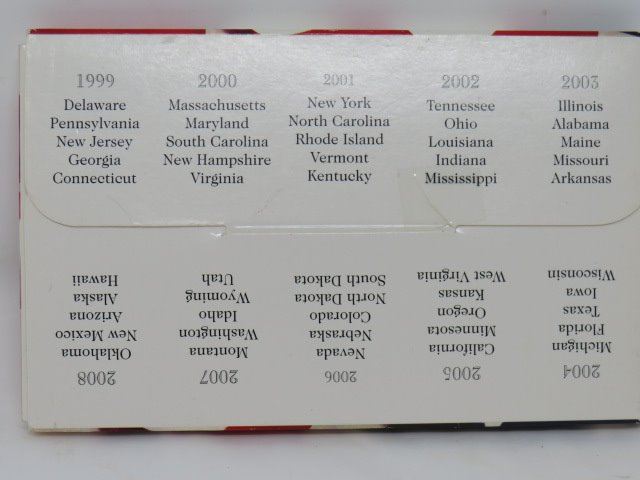 1999
Delaware
Pennsylvania
New Jersey
Georgia
Connecticut
2000
Massachusetts
Maryland
South Carolina
New Hampshire
Virginia
2001
New York
North Carolina
Rhode Island
Vermont
Kentucky
2002
Tennessee
Ohio
Louisiana
Indiana
Mississippi
2003
Illinois
Alabama
Maine
Missouri
Arkansas
2004
Michigan
Florida
Texas
Iowa
Wisconsin
2005
California
Minnesota
Oregon
Kansas
West Virginia
2006
Nevada
Nebraska
Colorado
North Dakota
South Dakota
2007
Montana
Washington
Idaho
Wyoming
Utah
2008
Oklahoma
New Mexico
Arizona
Alaska
Hawaii